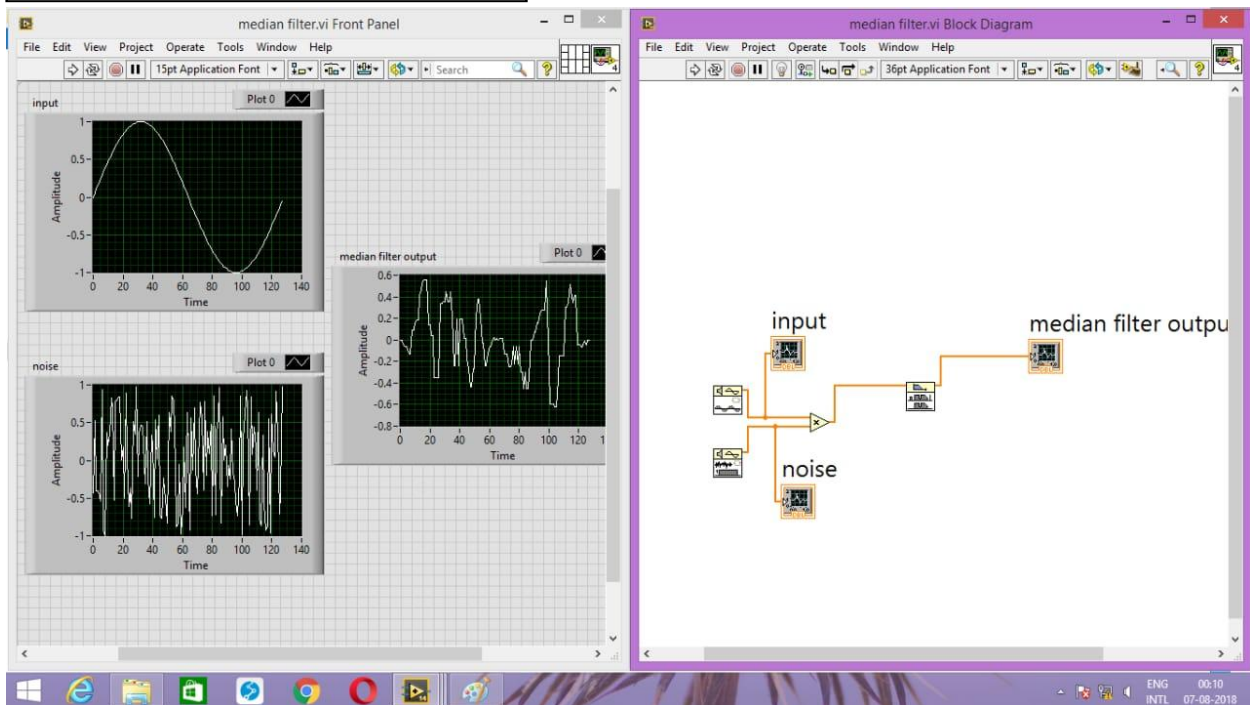 median filter.vi Front Panel
File Edit View Project Operate Tools Window Help
15pt Application Font
Search
4
input
Plot 0
1
0.5
0
-0.5
-1
Amplitude
0 20 40 60 80 100 120 140
Time
median filter output
Plot 0
0.6
0.4
0.2
0
-0.2
-0.4
-0.6
-0.8
Amplitude
0 20 40 60 80 100 120 1
Time
noise
Plot 0
1
0.5
0
-0.5
-1
Amplitude
0 20 40 60 80 100 120 140
Time
median filter.vi Block Diagram
File Edit View Project Operate Tools Window Help
36pt Application Font
4
input
median filter outpu
noise
ENG 00:10
INTL 07-08-2018